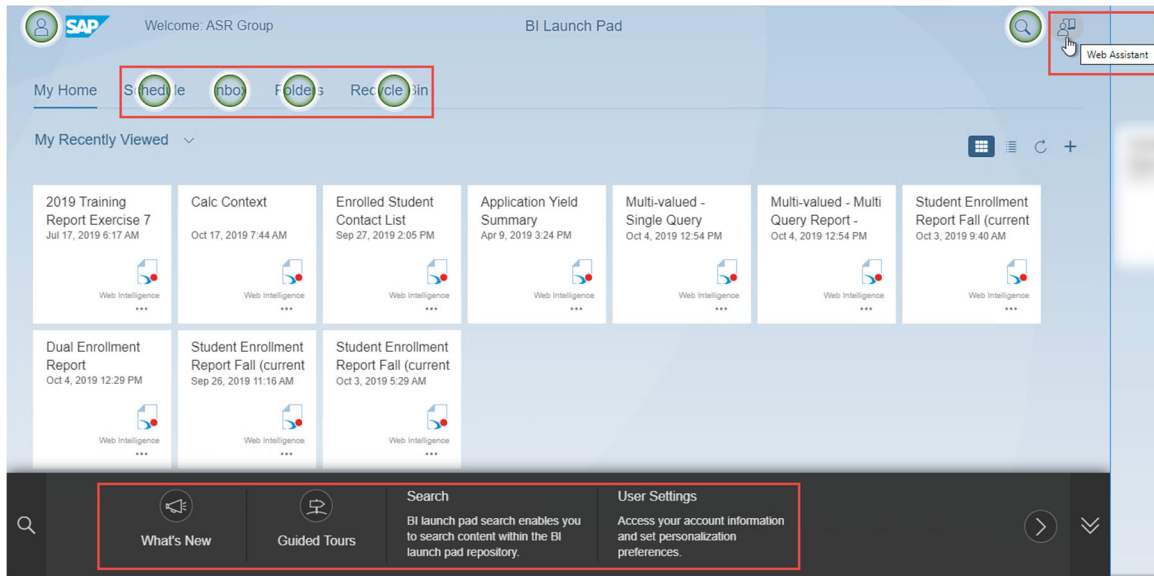 SAP
Welcome: ASR Group
BI Launch Pad
Web Assistant
My Home Schedule Inbox Folders Recycle Bin
My Recently Viewed
2019 Training
Report Exercise 7
Jul 17, 2019 6:17 AM
Web Intelligence
Calc Context
Oct 17, 2019 7:44 AM
Web Intelligence
Enrolled Student
Contact List
Sep 27, 2019 2:05 PM
Web Intelligence
Application Yield
Summary
Apr 9, 2019 3:24 PM
Web Intelligence
Multi-valued -
Single Query
Oct 4, 2019 12:54 PM
Web Intelligence
Multi-valued - Multi
Query Report -
Oct 4, 2019 12:54 PM
Web Intelligence
Student Enrollment
Report Fall (current
Oct 3, 2019 9:40 AM
Web Intelligence
Dual Enrollment
Report
Oct 4, 2019 12:29 PM
Web Intelligence
Student Enrollment
Report Fall (current
Sep 26, 2019 11:16 AM
Web Intelligence
Student Enrollment
Report Fall (current
Oct 3, 2019 5:29 AM
Web Intelligence
What's New
Guided Tours
Search
BI launch pad search enables you
to search content within the BI
launch pad repository.
User Settings
Access your account information
and set personalization
preferences.